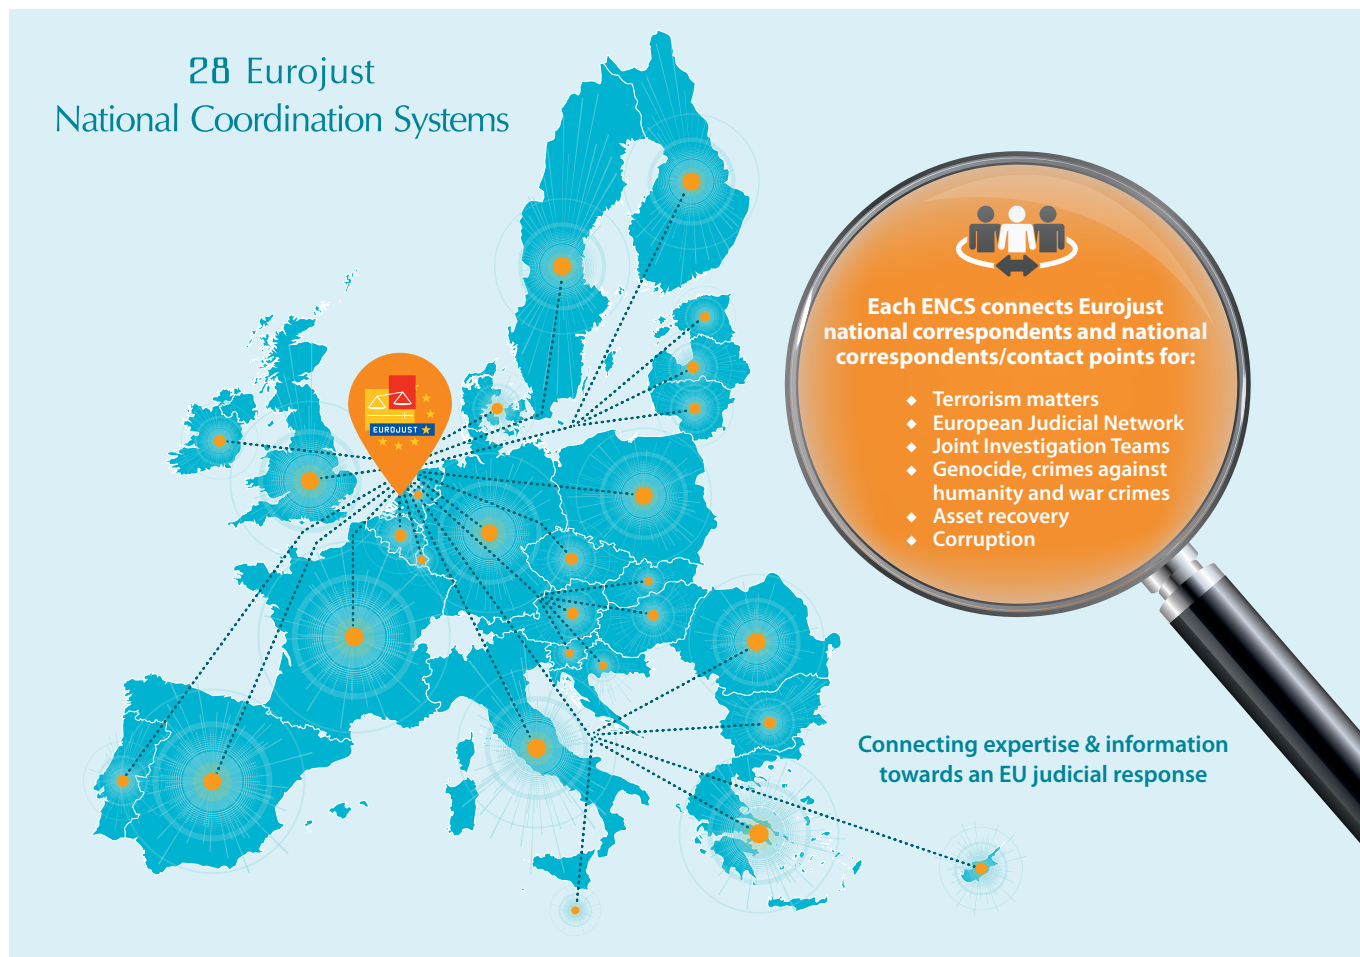 28 Eurojust
National Coordination Systems
EUROJUST
Each ENCS connects Eurojust
national correspondents and national
correspondents/contact points for:
◆ Terrorism matters
◆ European Judicial Network
◆ Joint Investigation Teams
◆ Genocide, crimes against
humanity and war crimes
◆ Asset recovery
◆ Corruption
Connecting expertise & information
towards an EU judicial response